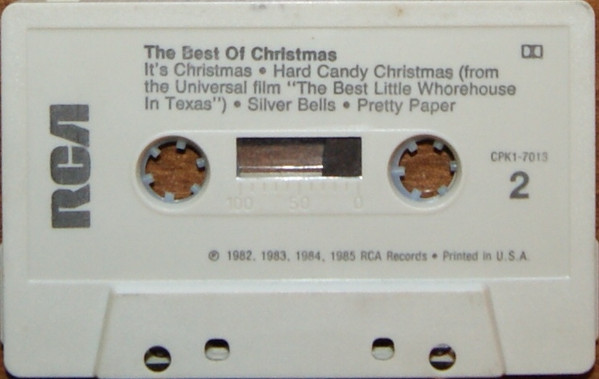 The Best Of Christmas
It's Christmas • Hard Candy Christmas (from
the Universal film "The Best Little Whorehouse
In Texas") • Silver Bells • Pretty Paper
RCA
CPK1-7013
2
100 50 0
℗ 1982, 1983, 1984, 1985 RCA Records • Printed in U.S.A.